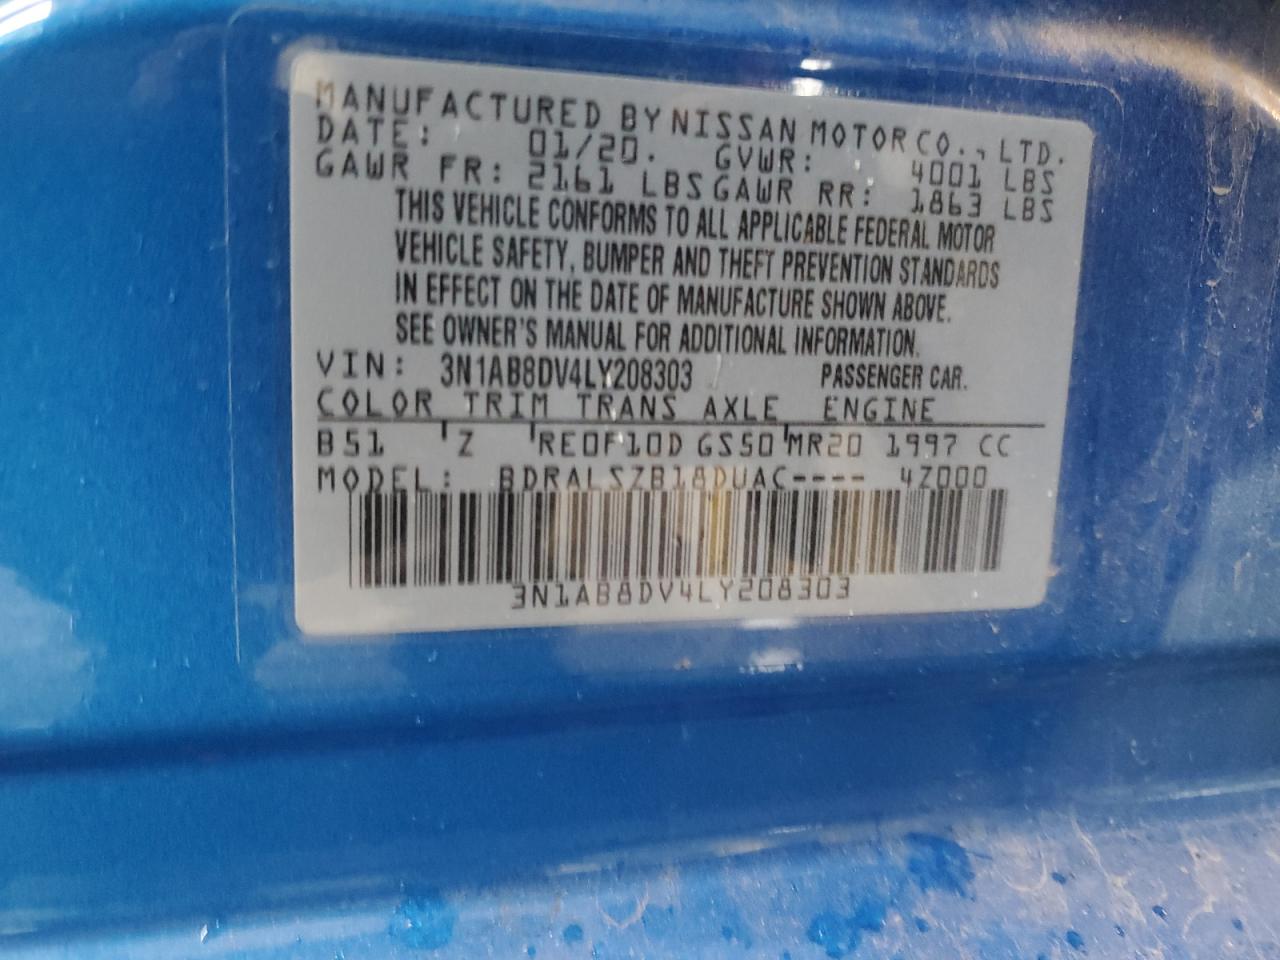 MANUFACTURED BY NISSAN MOTOR CO., LTD.
DATE: 01/20. GVWR: 4001 LBS
GAWR FR: 2161 LBS GAWR RR: 1863 LBS
THIS VEHICLE CONFORMS TO ALL APPLICABLE FEDERAL MOTOR
VEHICLE SAFETY, BUMPER AND THEFT PREVENTION STANDARDS
IN EFFECT ON THE DATE OF MANUFACTURE SHOWN ABOVE.
SEE OWNER'S MANUAL FOR ADDITIONAL INFORMATION.
VIN: 3N1AB8DV4LY208303 PASSENGER CAR.
COLOR TRIM TRANS AXLE ENGINE
B51 Z RE0F10D GS50 MR20 1997 CC
MODEL: BDRALSZB18DUAC---- 4Z000
3N1AB8DV4LY208303